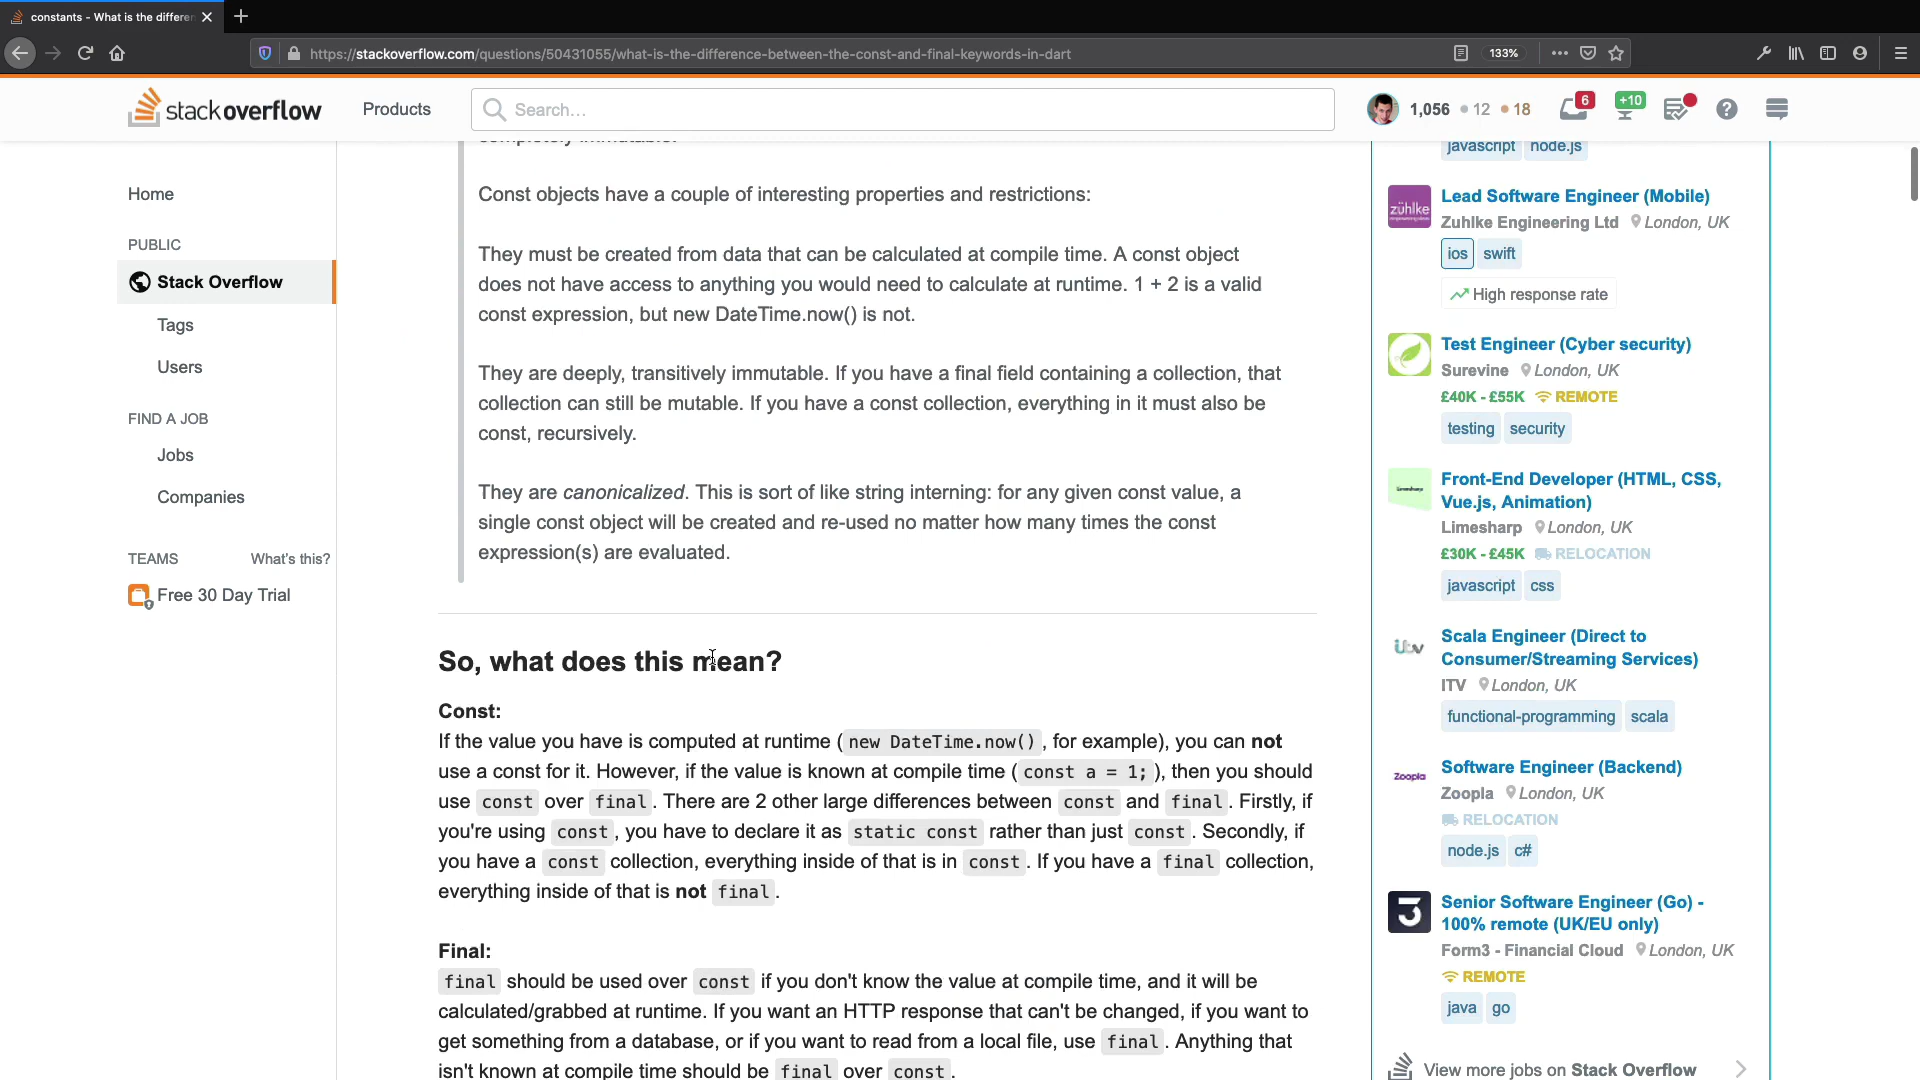 constants - What is the differen
https://stackoverflow.com/questions/50431055/what-is-the-difference-between-the-const-and-final-keywords-in-dart
133%
stackoverflow
Products
Search...
1,056 12 18
6
+10
Home
PUBLIC
Stack Overflow
Tags
Users
FIND A JOB
Jobs
Companies
TEAMS What's this?
Free 30 Day Trial
completely immutable.
Const objects have a couple of interesting properties and restrictions:
They must be created from data that can be calculated at compile time. A const object
does not have access to anything you would need to calculate at runtime. 1 + 2 is a valid
const expression, but new DateTime.now() is not.
They are deeply, transitively immutable. If you have a final field containing a collection, that
collection can still be mutable. If you have a const collection, everything in it must also be
const, recursively.
They are canonicalized. This is sort of like string interning: for any given const value, a
single const object will be created and re-used no matter how many times the const
expression(s) are evaluated.
So, what does this mean?
Const:
If the value you have is computed at runtime ( new DateTime.now() , for example), you can not
use a const for it. However, if the value is known at compile time ( const a = 1; ), then you should
use const over final . There are 2 other large differences between const and final . Firstly, if
you're using const , you have to declare it as static const rather than just const . Secondly, if
you have a const collection, everything inside of that is in const . If you have a final collection,
everything inside of that is not final .
Final:
final should be used over const if you don't know the value at compile time, and it will be
calculated/grabbed at runtime. If you want an HTTP response that can't be changed, if you want to
get something from a database, or if you want to read from a local file, use final . Anything that
isn't known at compile time should be final over const .
javascript node.js
zühlke
Lead Software Engineer (Mobile)
Zuhlke Engineering Ltd London, UK
ios swift
High response rate
Test Engineer (Cyber security)
Surevine London, UK
£40K - £55K REMOTE
testing security
Front-End Developer (HTML, CSS,
Vue.js, Animation)
Limesharp London, UK
£30K - £45K RELOCATION
javascript css
itv
Scala Engineer (Direct to
Consumer/Streaming Services)
ITV London, UK
functional-programming scala
Zoopla
Software Engineer (Backend)
Zoopla London, UK
RELOCATION
node.js c#
3
Senior Software Engineer (Go) -
100% remote (UK/EU only)
Form3 - Financial Cloud London, UK
REMOTE
java go
View more jobs on Stack Overflow